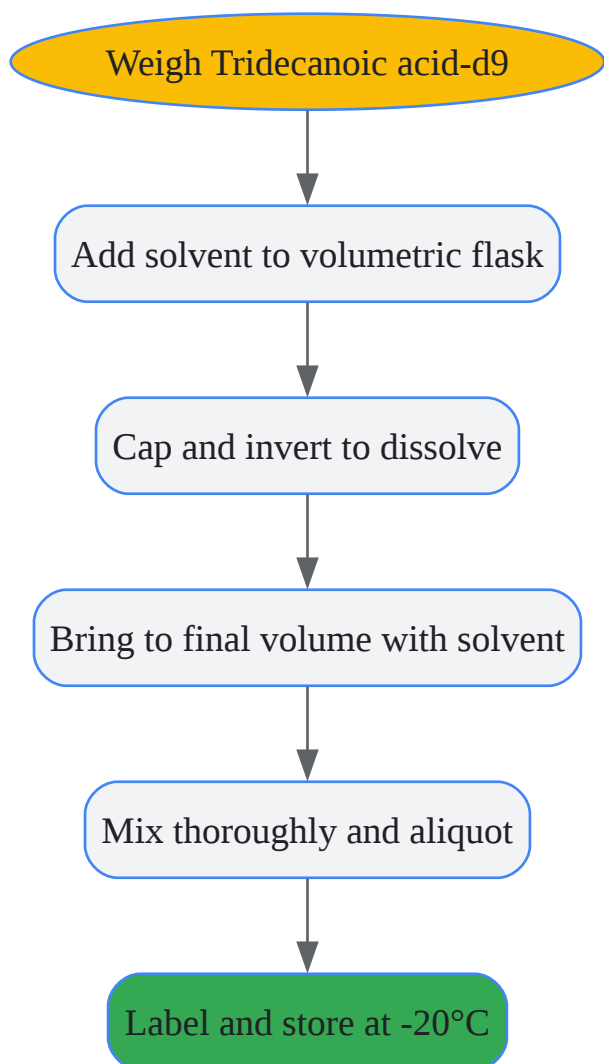 Weigh Tridecanoic acid-d9
Add solvent to volumetric flask
Cap and invert to dissolve
Bring to final volume with solvent
Mix thoroughly and aliquot
Label and store at -20°C